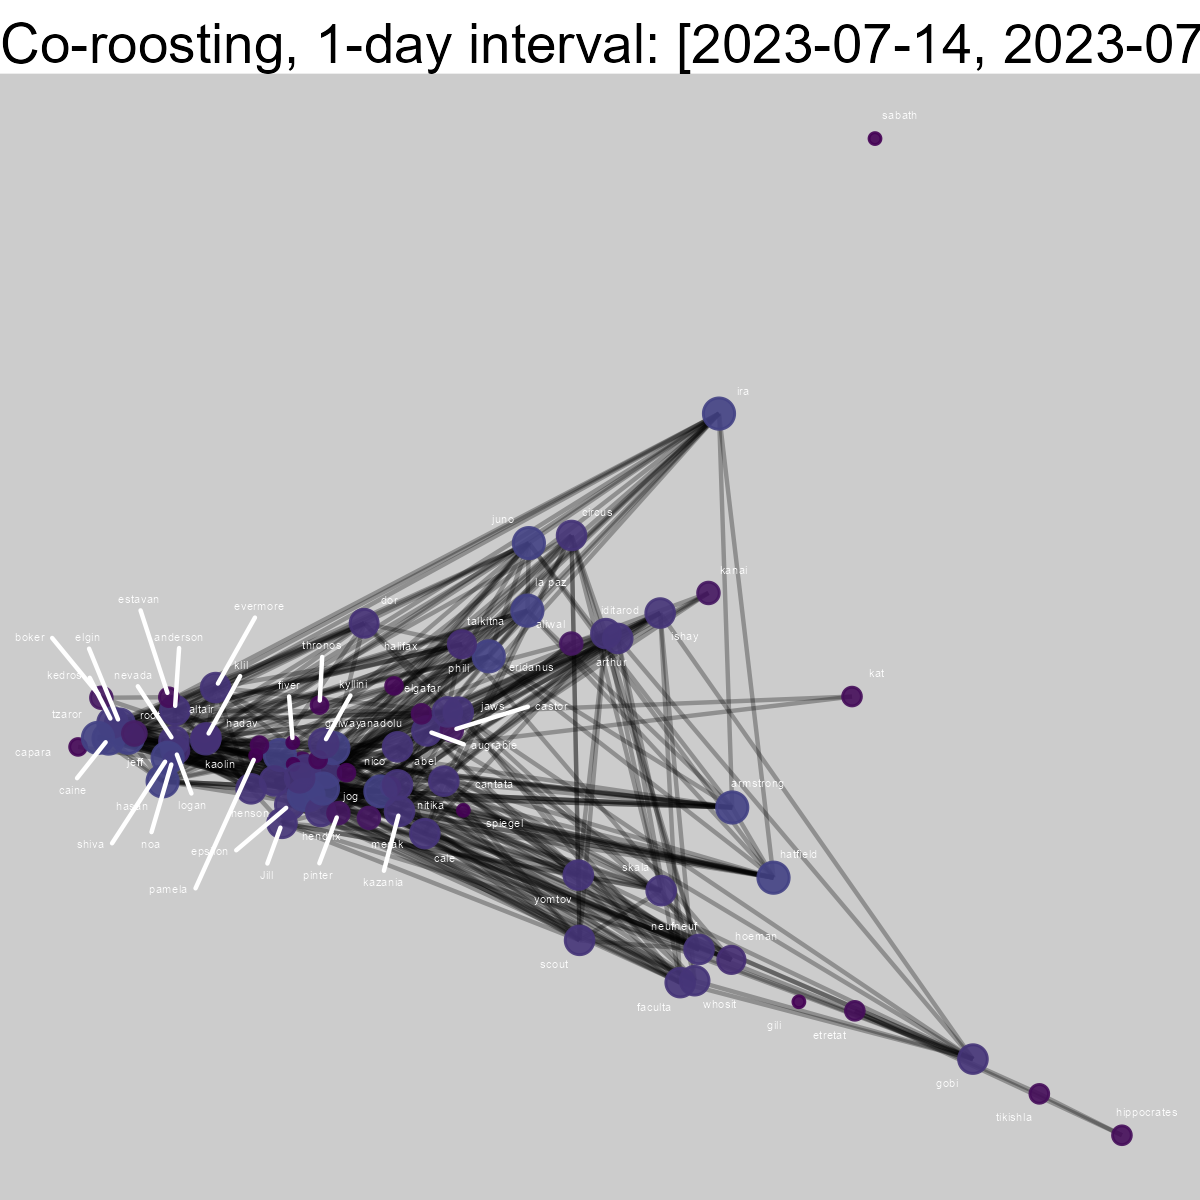 Co-roosting, 1-day interval: [2023-07-14, 2023-07
sabath
ira
juno
circus
kanai
la paz
estavan
evermore
dor
iditarod
talkitna
aliwal
boker
elgin
anderson
thronos
halifax
ishay
arthur
klil
phili
eridanus
kedros
nevada
fiver
kyllini
elgafar
kat
tzaror
root
altair
hadav
galway
anadolu
jaws
castor
augrabie
capara
jeff
kaolin
nico
abel
caine
cantata
armstrong
hasan
logan
henson
jog
nitika
spiegel
shiva
noa
epsilon
hendrix
merak
cale
hatfield
Jill
pinter
kazania
skala
pamela
yomtov
neufneuf
hoeman
scout
faculta
whosit
gili
etretat
gobi
tikishla
hippocrates